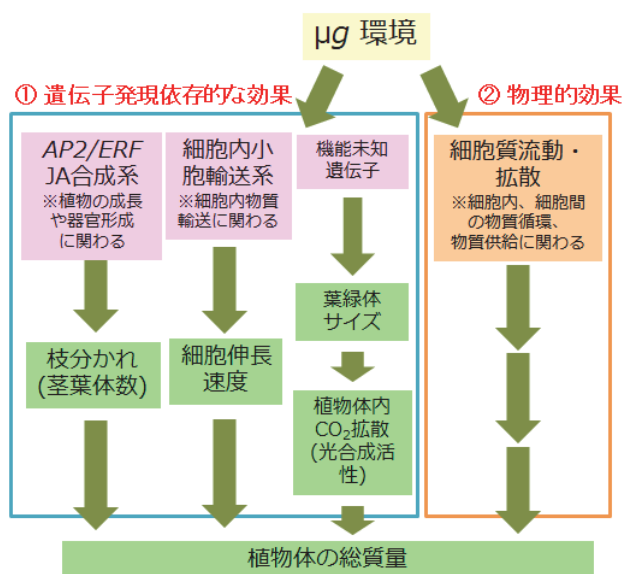 μg 環境
① 遺伝子発現依存的な効果
② 物理的効果
AP2/ERF
JA合成系
※植物の成長
や器官形成
に関わる
細胞内小
胞輸送系
※細胞内物質
輸送に関わる
機能未知
遺伝子
細胞質流動・
拡散
※細胞内、細胞間
の物質循環、
物質供給に関わる
枝分かれ
(茎葉体数)
細胞伸長
速度
葉緑体
サイズ
植物体内
CO₂拡散
(光合成活
性)
植物体の総質量